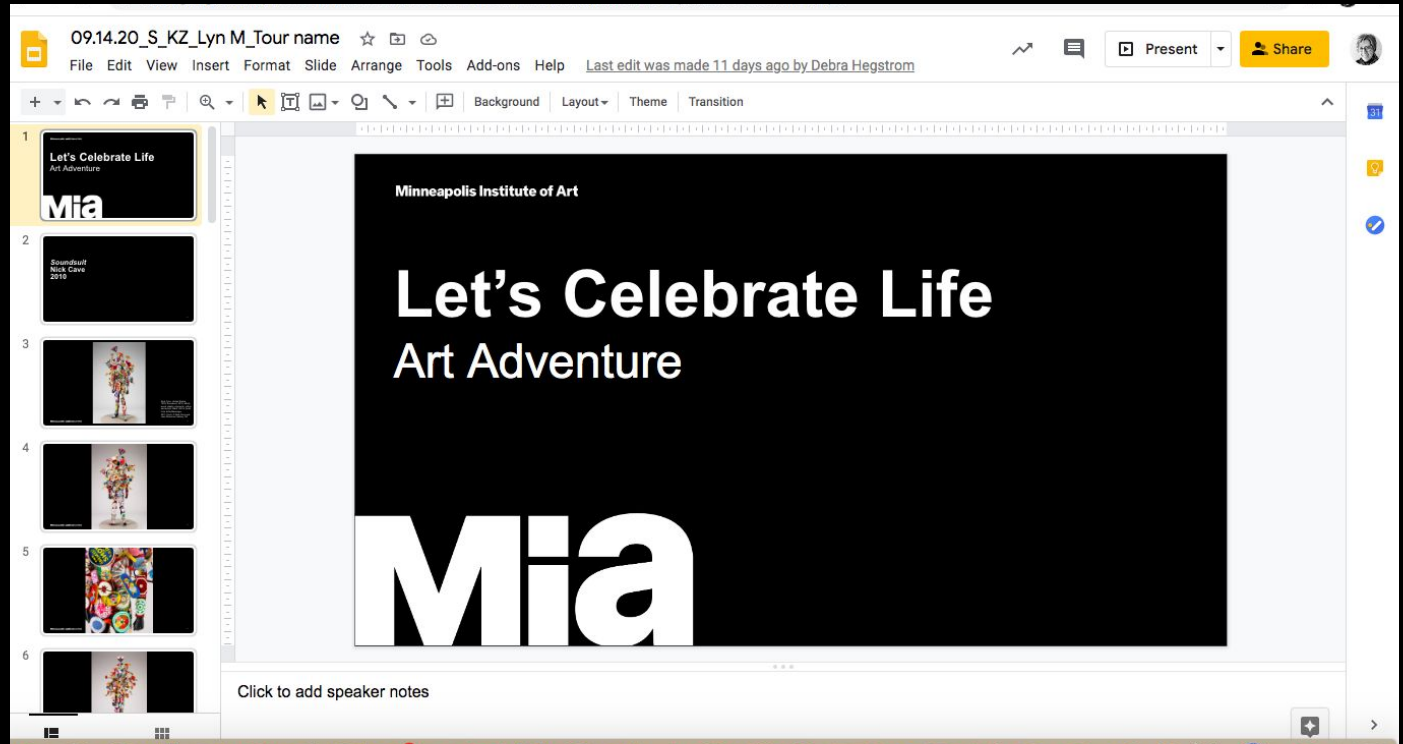 09.14.20_S_KZ_Lyn M_Tour name
File Edit View Insert Format Slide Arrange Tools Add-ons Help Last edit was made 11 days ago by Debra Hegstrom
Present
Share
Background Layout Theme Transition
31
1
Let's Celebrate Life
Art Adventure
Mia
2
Soundsuit
Nick Cave
2010
3
4
5
6
Minneapolis Institute of Art
Let’s Celebrate Life
Art Adventure
Mia
Click to add speaker notes